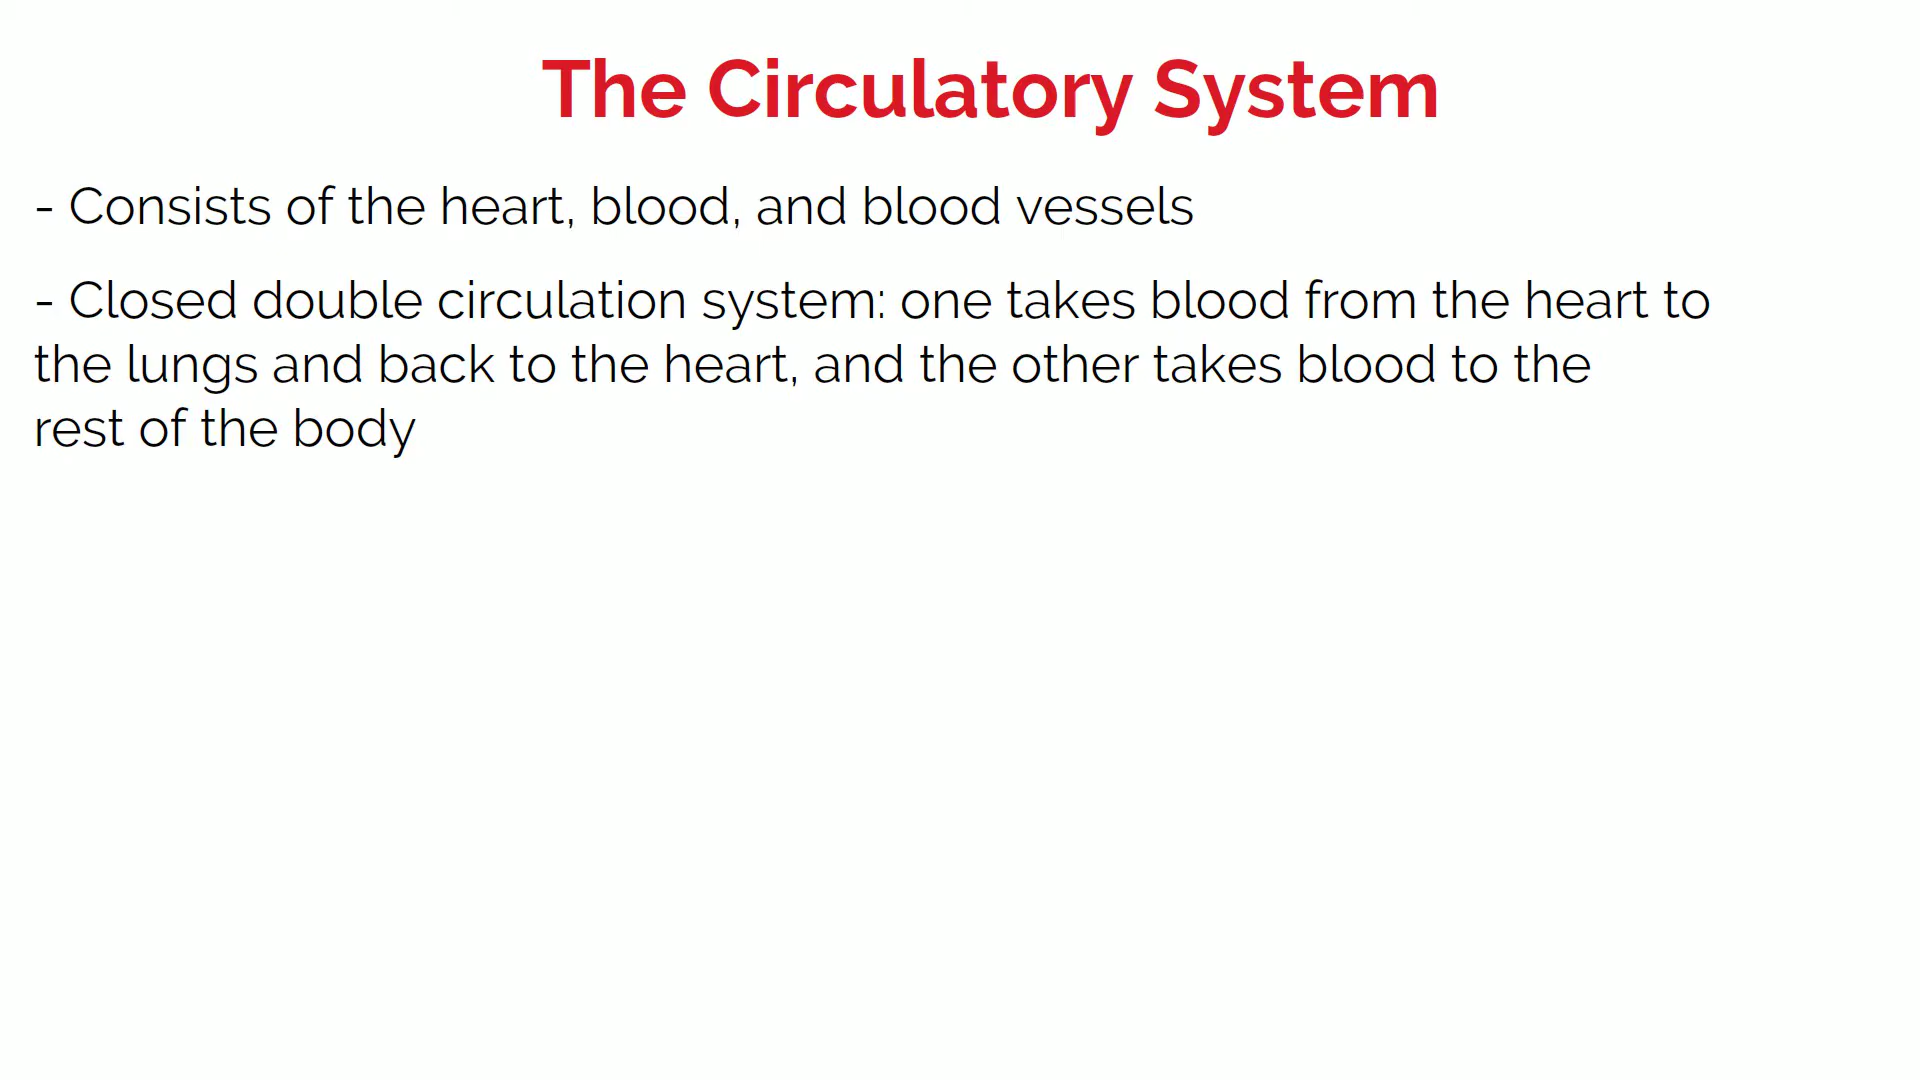 The Circulatory System
- Consists of the heart, blood, and blood vessels
- Closed double circulation system: one takes blood from the heart to
the lungs and back to the heart, and the other takes blood to the
rest of the body